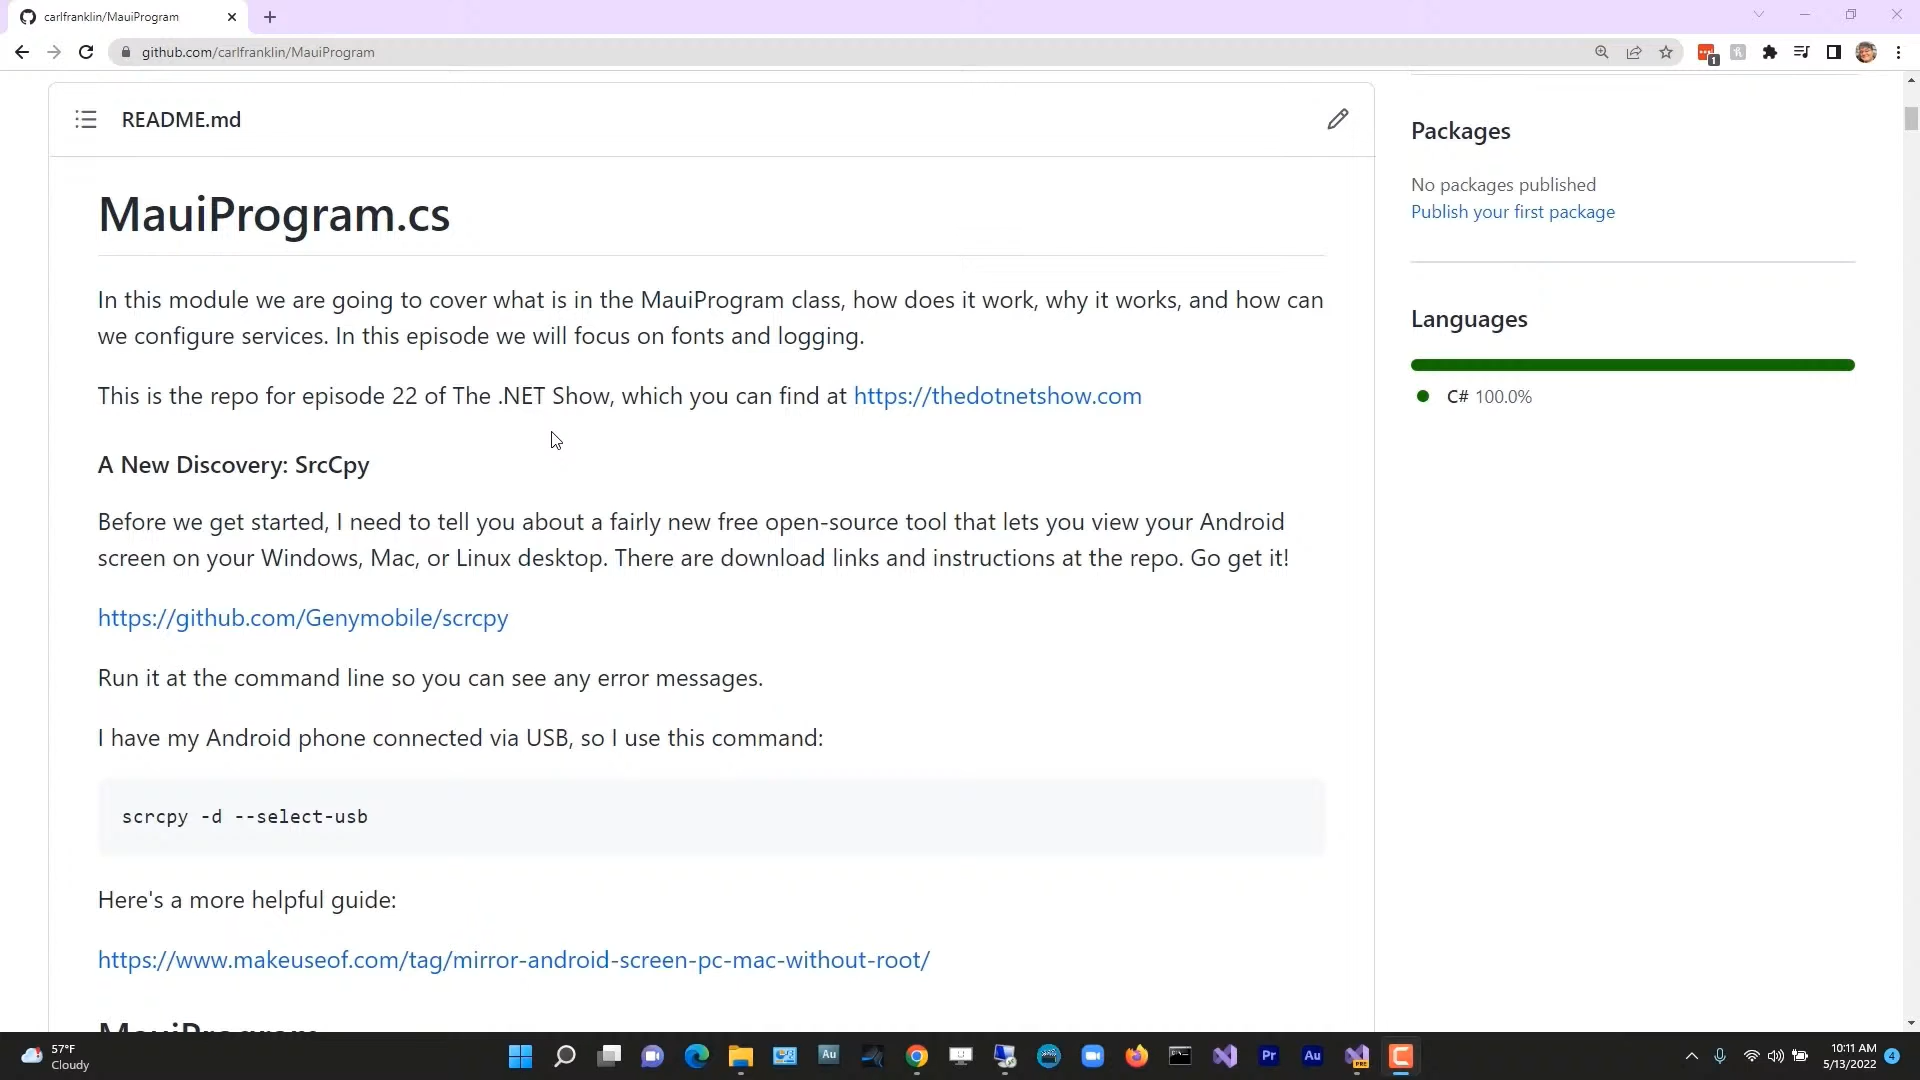 carlfranklin/MauiProgram
github.com/carlfranklin/MauiProgram
1
README.md
MauiProgram.cs
In this module we are going to cover what is in the MauiProgram class, how does it work, why it works, and how can
we configure services. In this episode we will focus on fonts and logging.
This is the repo for episode 22 of The .NET Show, which you can find at https://thedotnetshow.com
A New Discovery: SrcCpy
Before we get started, I need to tell you about a fairly new free open-source tool that lets you view your Android
screen on your Windows, Mac, or Linux desktop. There are download links and instructions at the repo. Go get it!
https://github.com/Genymobile/scrcpy
Run it at the command line so you can see any error messages.
I have my Android phone connected via USB, so I use this command:
scrcpy -d --select-usb
Here's a more helpful guide:
https://www.makeuseof.com/tag/mirror-android-screen-pc-mac-without-root/
MauiProgram
Packages
No packages published
Publish your first package
Languages
C# 100.0%
57°F
Cloudy
Au
Pr
Au
PRE
10:11 AM
5/13/2022
4